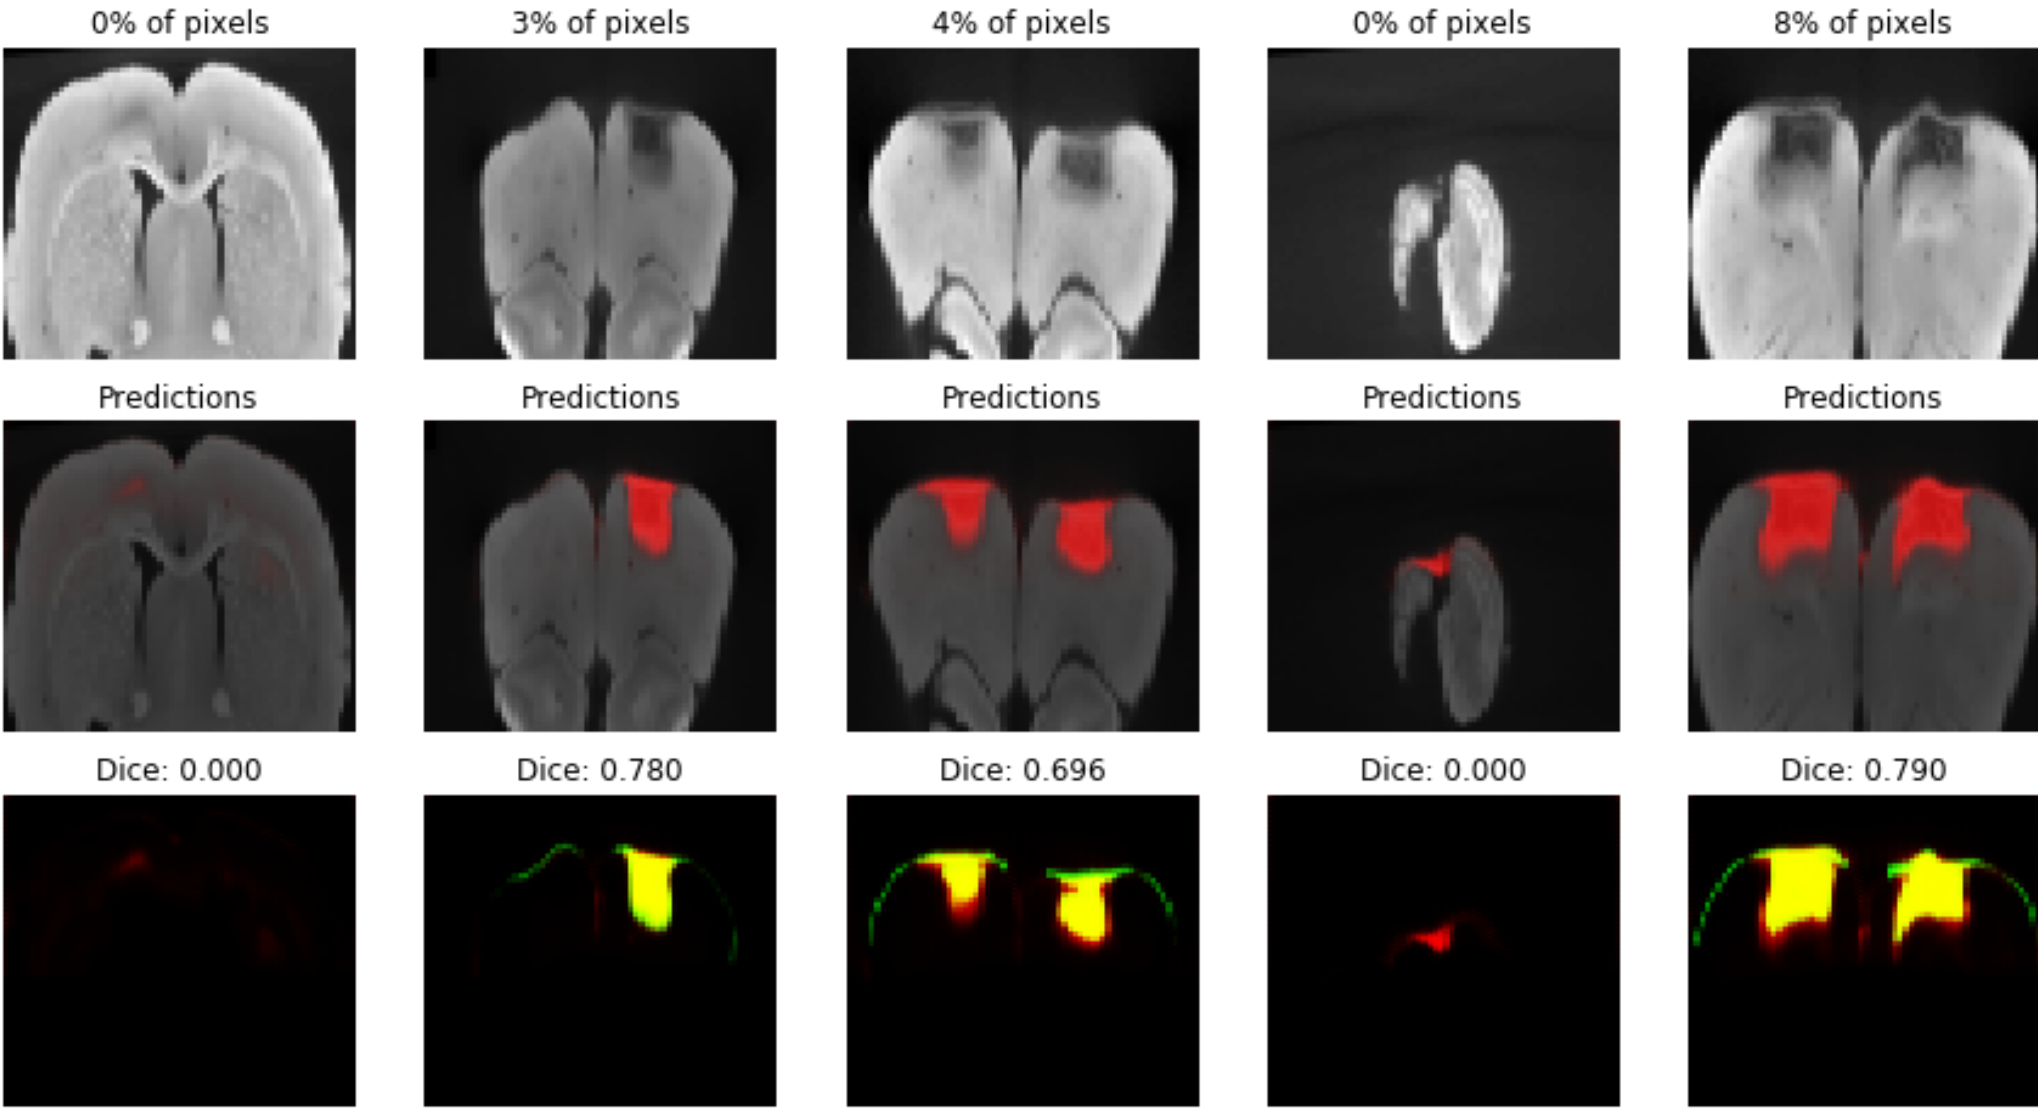 0% of pixels
3% of pixels
4% of pixels
0% of pixels
8% of pixels
Predictions
Predictions
Predictions
Predictions
Predictions
Dice: 0.000
Dice: 0.780
Dice: 0.696
Dice: 0.000
Dice: 0.790